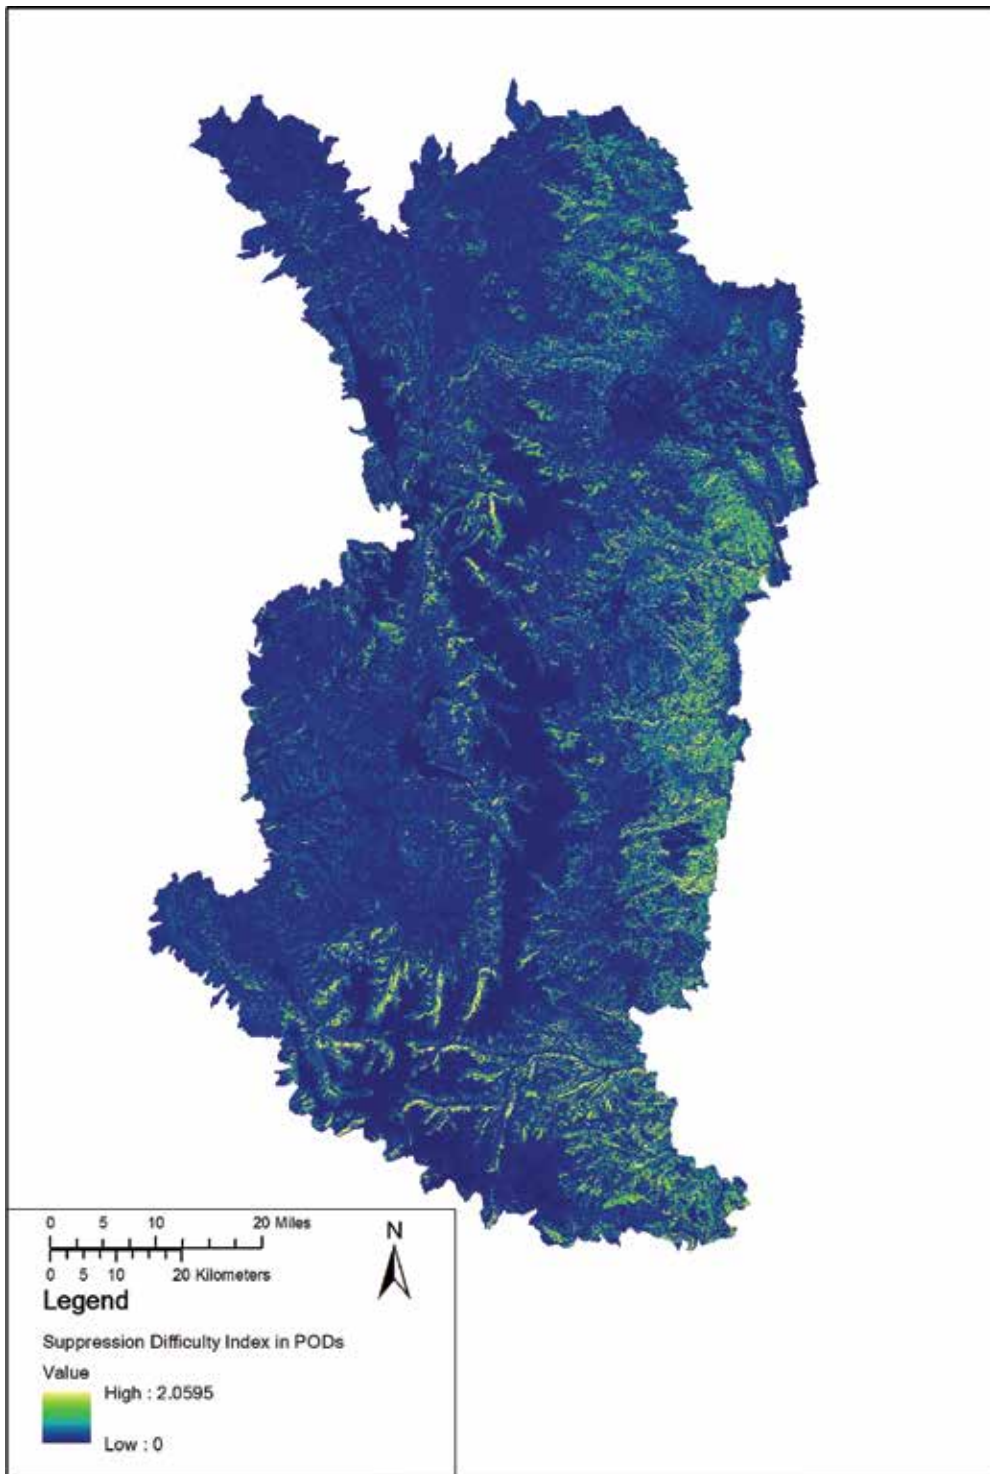 0 5 10 20 Miles
0 5 10 20 Kilometers
N
Legend
Suppression Difficulty Index in PODs
Value
High : 2.0595
Low : 0